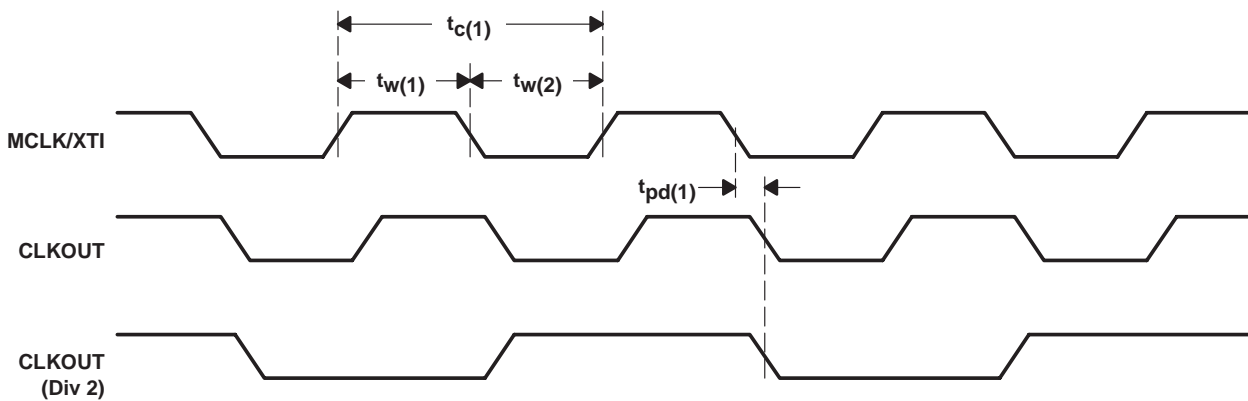 tc(1)
tw(1)
tw(2)
MCLK/XTI
tpd(1)
CLKOUT
CLKOUT
(Div 2)